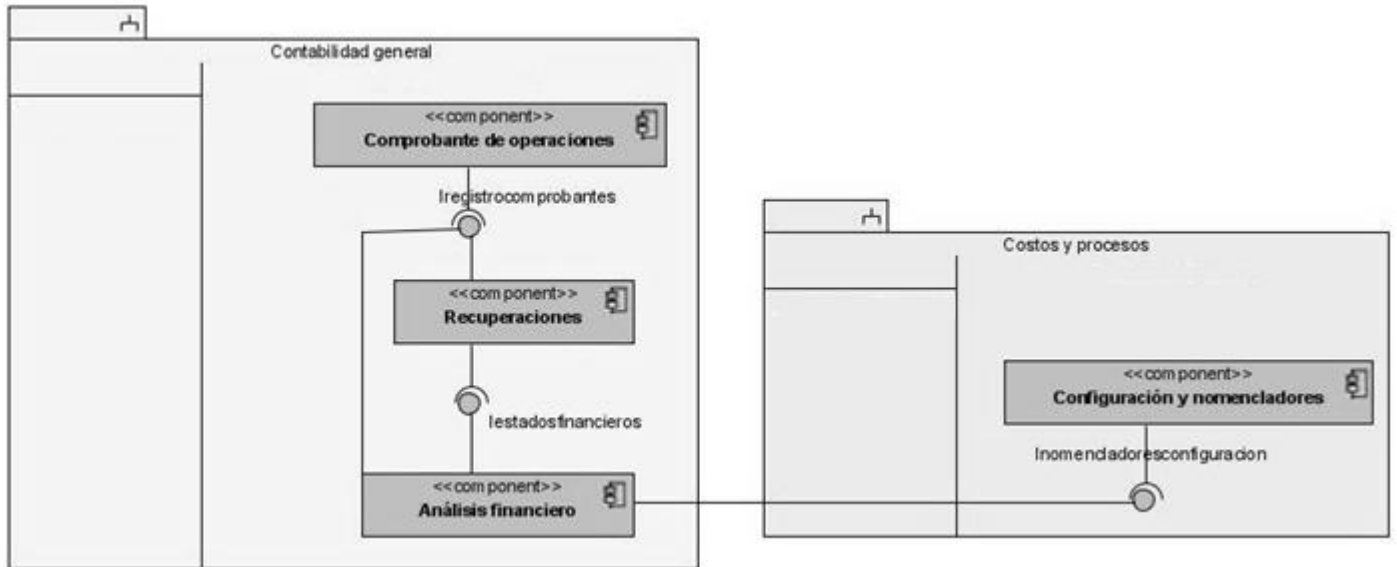 Contabilidad general
<<component>>
Comprobante de operaciones
Iregistrocomprobantes
<<component>>
Recuperaciones
Iestadosfinancieros
<<component>>
Análisis financiero
Costos y procesos
<<component>>
Configuración y nomencladores
Inomencladoresconfiguracion